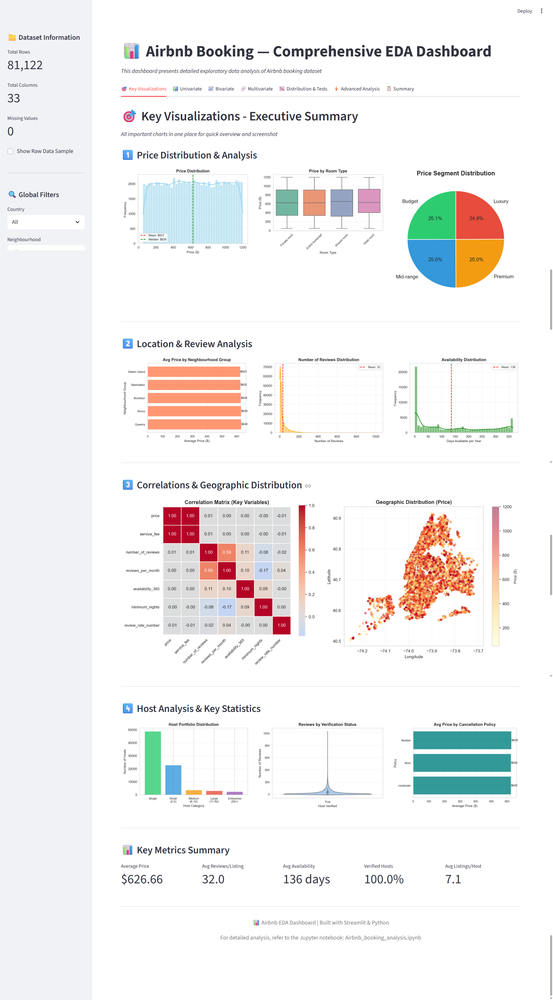 Deploy
📁 Dataset Information
Total Rows
81,122
Total Columns
33
Missing Values
0
Show Raw Data Sample
🔍 Global Filters
Country
All
Neighbourhood
📊 Airbnb Booking — Comprehensive EDA Dashboard
This dashboard presents detailed exploratory data analysis of Airbnb booking dataset
🎯 Key Visualizations 📊 Univariate 📈 Bivariate 🔗 Multivariate 📉 Distribution & Tests ⚡ Advanced Analysis 📋 Summary
🎯 Key Visualizations - Executive Summary
All important charts in one place for quick overview and screenshot
1 Price Distribution & Analysis
Price Distribution
Frequency
2000
1500
1000
500
0
Mean: $627
Median: $626
0 200 400 600 800 1000 1200
Price ($)
Price by Room Type
Price ($)
1200
1000
800
600
400
200
0
Private room Entire home/apt Shared room Hotel room
Room Type
Price Segment Distribution
Budget
Luxury
25.1%
24.9%
25.0%
25.0%
Mid-range
Premium
2 Location & Review Analysis
Avg Price by Neighbourhood Group
Neighbourhood Group
Staten Island $623
Manhattan $625
Brooklyn $628
Bronx $629
Queens $630
0 100 200 300 400 500 600
Average Price ($)
Number of Reviews Distribution
Mean: 32
Frequency
70000
60000
50000
40000
30000
20000
10000
0
0 200 400 600 800 1000
Number of Reviews
Availability Distribution
Mean: 136
Frequency
20000
15000
10000
5000
0
0 50 100 150 200 250 300 350
Days Available per Year
3 Correlations & Geographic Distribution
Correlation Matrix (Key Variables)
price 1.00 1.00 0.01 0.00 0.00 -0.00 -0.01
service_fee 1.00 1.00 0.01 0.00 0.00 -0.00 -0.01
number_of_reviews 0.01 0.01 1.00 0.59 0.11 -0.08 -0.02
reviews_per_month 0.00 0.00 0.59 1.00 0.10 -0.17 0.04
availability_365 0.00 0.00 0.11 0.10 1.00 0.09 -0.00
minimum_nights -0.00 -0.00 -0.08 -0.17 0.09 1.00 0.00
review_rate_number -0.01 -0.01 -0.02 0.04 -0.00 0.00 1.00
price service_fee number_of_reviews reviews_per_month availability_365 minimum_nights review_rate_number
1.0
0.8
0.6
0.4
0.2
0.0
Geographic Distribution (Price)
Latitude
40.9
40.8
40.7
40.6
40.5
−74.2 −74.1 −74.0 −73.9 −73.8 −73.7
Longitude
1200
1000
800
600
400
200
Price ($)
4 Host Analysis & Key Statistics
Host Portfolio Distribution
Number of Hosts
50000
40000
30000
20000
10000
0
Single Small Medium Large Enterprise
(2-5) (6-10) (11-50) (50+)
Host Category
Reviews by Verification Status
Number of Reviews
1000
800
600
400
200
0
True
Host Verified
Avg Price by Cancellation Policy
Policy
flexible $628
strict $626
moderate $626
0 100 200 300 400 500 600
Average Price ($)
📊 Key Metrics Summary
Average Price Avg Reviews/Listing Avg Availability Verified Hosts Avg Listings/Host
$626.66 32.0 136 days 100.0% 7.1
📊 Airbnb EDA Dashboard | Built with Streamlit & Python
For detailed analysis, refer to the Jupyter notebook: Airbnb_booking_analysis.ipynb